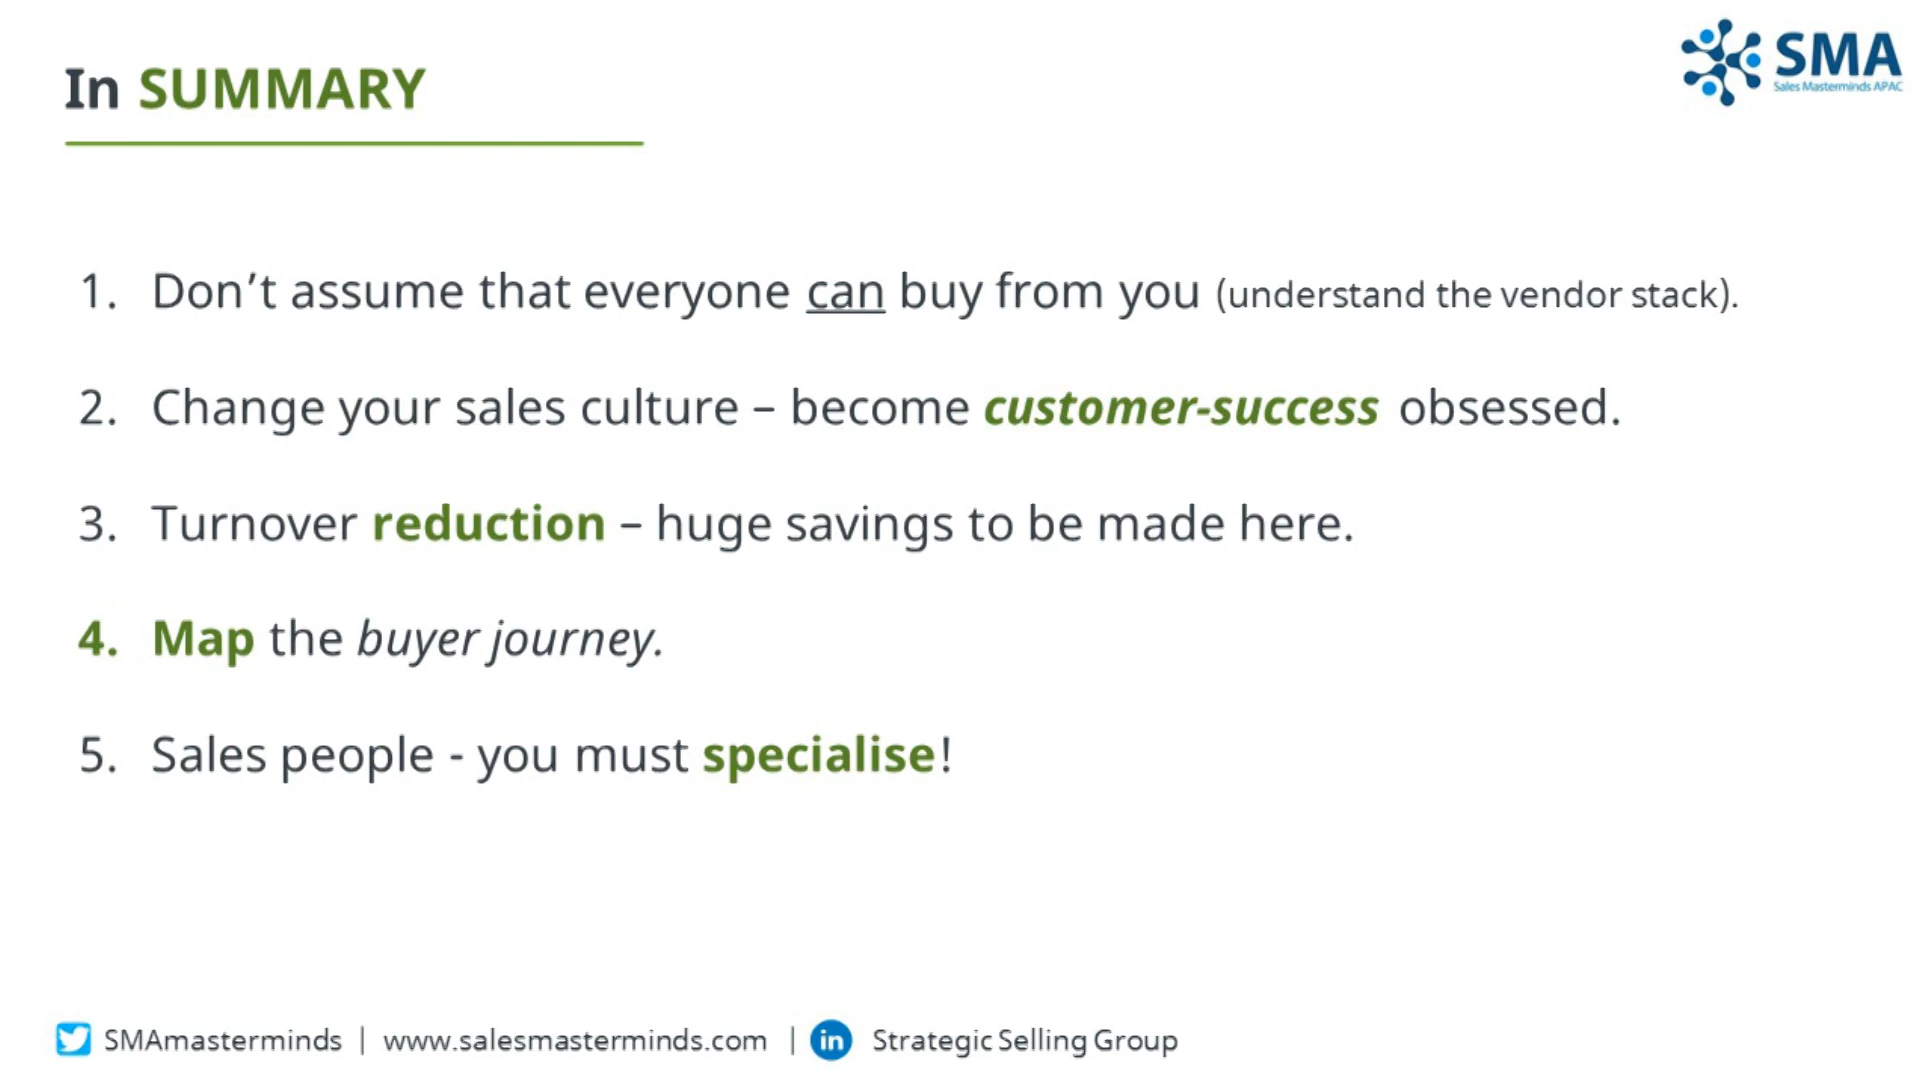 In SUMMARY
SMA
Sales Masterminds APAC
1. Don’t assume that everyone can buy from you (understand the vendor stack).
2. Change your sales culture – become customer-success obsessed.
3. Turnover reduction – huge savings to be made here.
4. Map the buyer journey.
5. Sales people - you must specialise!
SMAmasterminds | www.salesmasterminds.com | in Strategic Selling Group